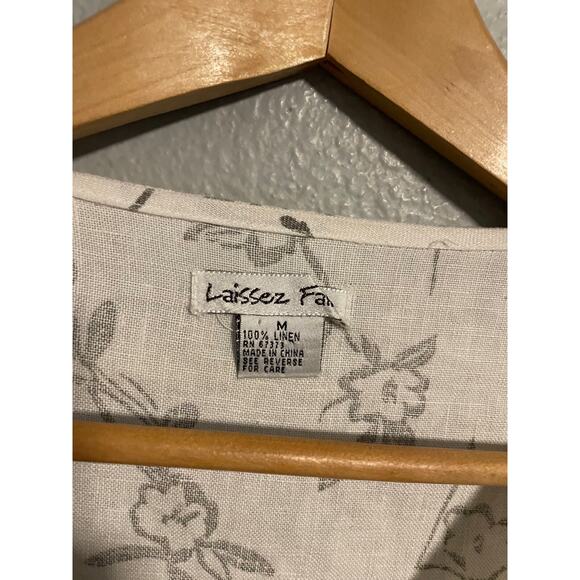 Laissez Fai
M
100% LINEN
RN 67373
MADE IN CHINA
SEE REVERSE
FOR CARE